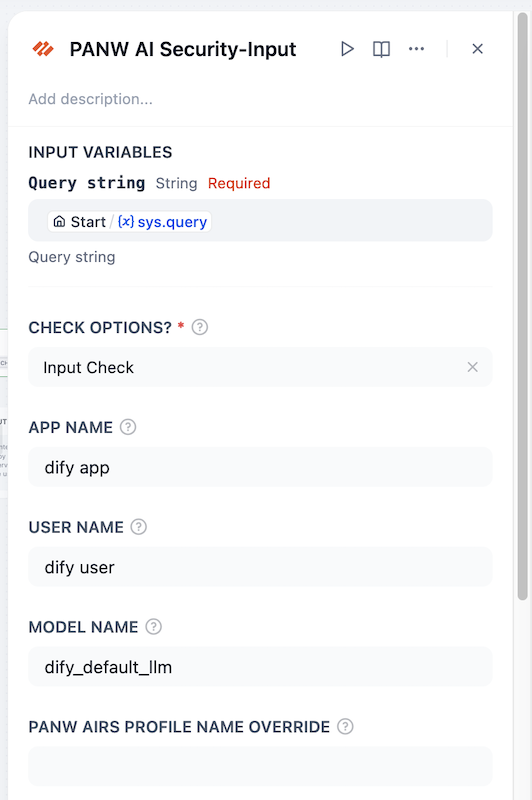 PANW AI Security-Input
Add description...
INPUT VARIABLES
Query string String Required
Start / {x} sys.query
Query string
CHECK OPTIONS? *
Input Check
APP NAME
dify app
USER NAME
dify user
MODEL NAME
dify_default_llm
PANW AIRS PROFILE NAME OVERRIDE